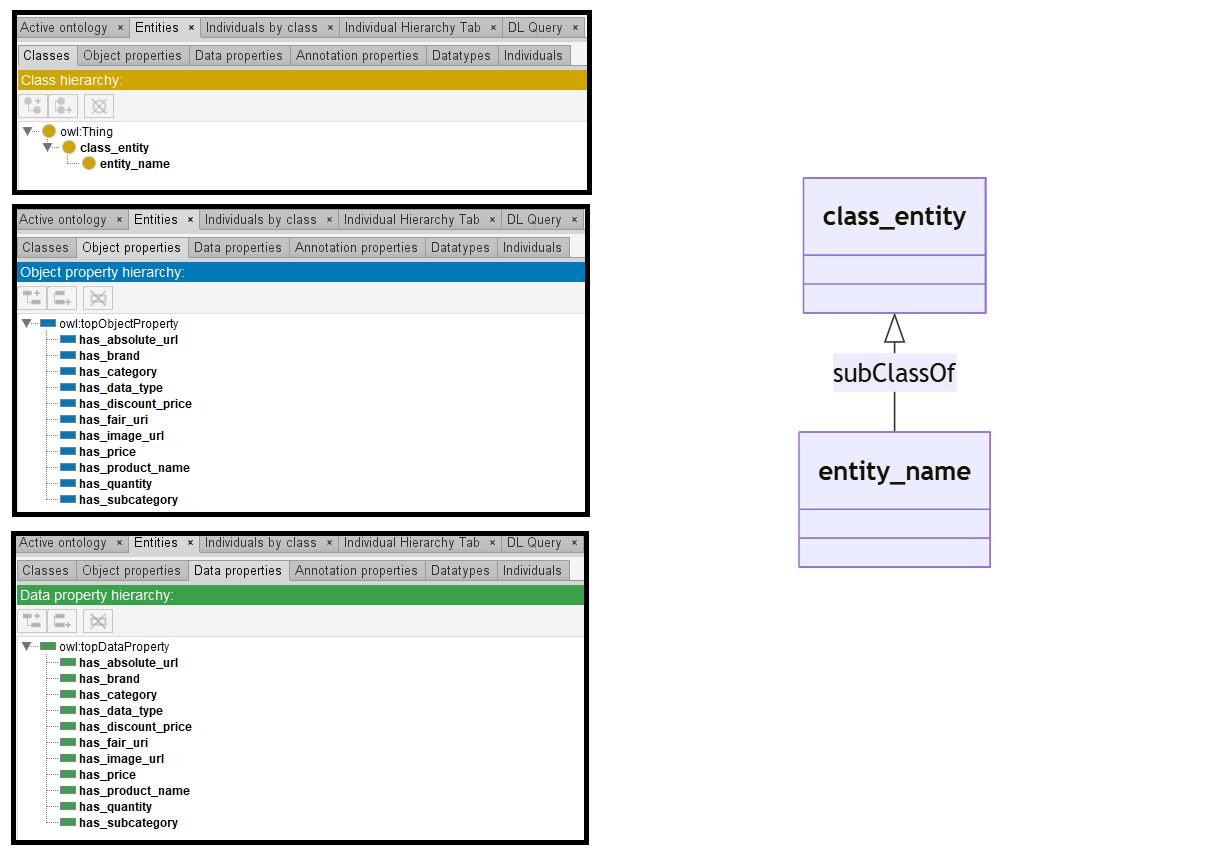 Active ontology × Entities × Individuals by class × Individual Hierarchy Tab × DL Query ×
Classes Object properties Data properties Annotation properties Datatypes Individuals
Class hierarchy:
owl:Thing
class_entity
entity_name
Active ontology × Entities × Individuals by class × Individual Hierarchy Tab × DL Query ×
Classes Object properties Data properties Annotation properties Datatypes Individuals
Object property hierarchy:
owl:topObjectProperty
has_absolute_url
has_brand
has_category
has_data_type
has_discount_price
has_fair_uri
has_image_url
has_price
has_product_name
has_quantity
has_subcategory
Active ontology × Entities × Individuals by class × Individual Hierarchy Tab × DL Query ×
Classes Object properties Data properties Annotation properties Datatypes Individuals
Data property hierarchy:
owl:topDataProperty
has_absolute_url
has_brand
has_category
has_data_type
has_discount_price
has_fair_uri
has_image_url
has_price
has_product_name
has_quantity
has_subcategory
class_entity
subClassOf
entity_name